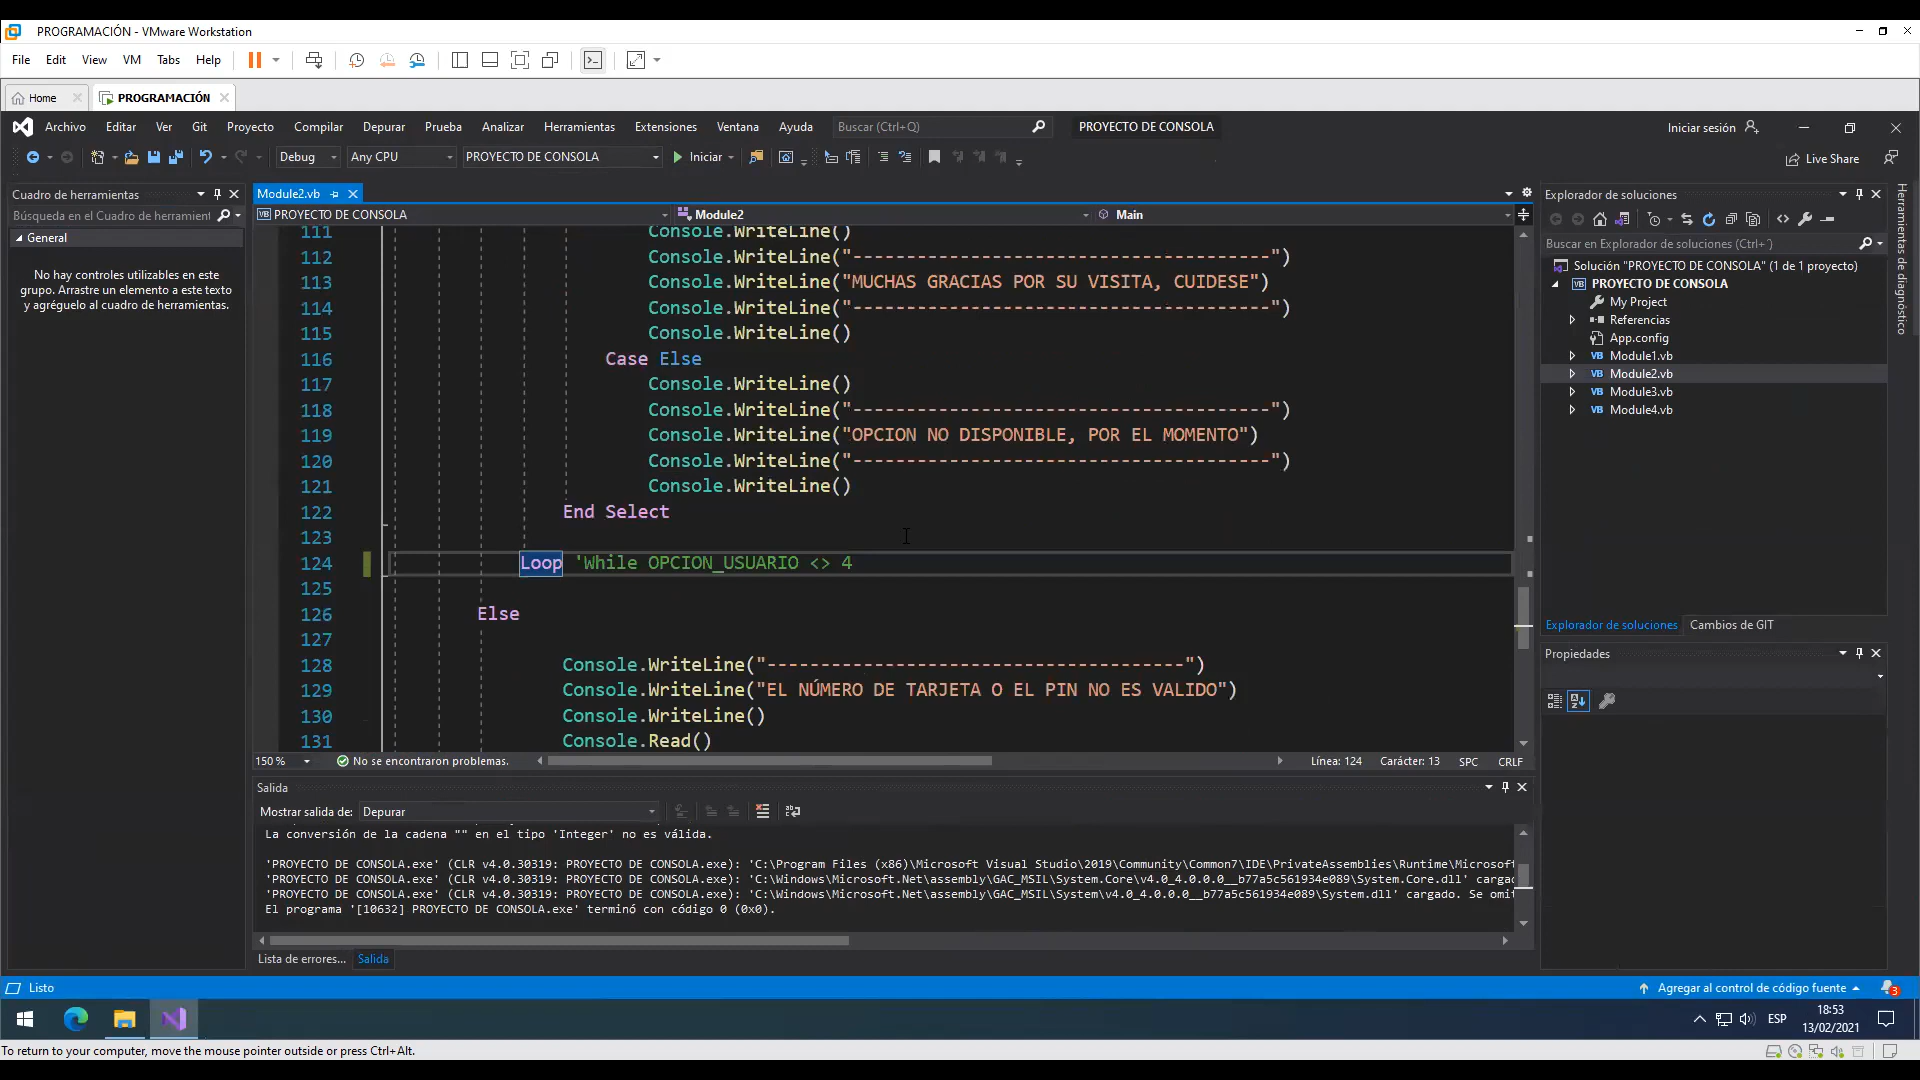 PROGRAMACIÓN - VMware Workstation
File Edit View VM Tabs Help
Home PROGRAMACIÓN
Archivo Editar Ver Git Proyecto Compilar Depurar Prueba Analizar Herramientas Extensiones Ventana Ayuda Buscar (Ctrl+Q) PROYECTO DE CONSOLA Iniciar sesión
Debug Any CPU PROYECTO DE CONSOLA Iniciar Live Share
Cuadro de herramientas
Búsqueda en el Cuadro de herramient
General
No hay controles utilizables en este
grupo. Arrastre un elemento a este texto
y agréguelo al cuadro de herramientas.
Module2.vb
PROYECTO DE CONSOLA Module2 Main
111 Console.WriteLine()
112 Console.WriteLine("---------------------------------------")
113 Console.WriteLine("MUCHAS GRACIAS POR SU VISITA, CUIDESE")
114 Console.WriteLine("---------------------------------------")
115 Console.WriteLine()
116 Case Else
117 Console.WriteLine()
118 Console.WriteLine("---------------------------------------")
119 Console.WriteLine("OPCION NO DISPONIBLE, POR EL MOMENTO")
120 Console.WriteLine("---------------------------------------")
121 Console.WriteLine()
122 End Select
123
124 Loop 'While OPCION_USUARIO <> 4
125
126 Else
127
128 Console.WriteLine("---------------------------------------")
129 Console.WriteLine("EL NÚMERO DE TARJETA O EL PIN NO ES VALIDO")
130 Console.WriteLine()
131 Console.Read()
150 % No se encontraron problemas. Línea: 124 Carácter: 13 SPC CRLF
Salida
Mostrar salida de: Depurar
La conversión de la cadena "" en el tipo 'Integer' no es válida.
'PROYECTO DE CONSOLA.exe' (CLR v4.0.30319: PROYECTO DE CONSOLA.exe): 'C:\Program Files (x86)\Microsoft Visual Studio\2019\Community\Common7\IDE\PrivateAssemblies\Runtime\Microsof
'PROYECTO DE CONSOLA.exe' (CLR v4.0.30319: PROYECTO DE CONSOLA.exe): 'C:\Windows\Microsoft.Net\assembly\GAC_MSIL\System.Core\v4.0_4.0.0.0__b77a5c561934e089\System.Core.dll' carga
'PROYECTO DE CONSOLA.exe' (CLR v4.0.30319: PROYECTO DE CONSOLA.exe): 'C:\Windows\Microsoft.Net\assembly\GAC_MSIL\System\v4.0_4.0.0.0__b77a5c561934e089\System.dll' cargado. Se omi
El programa '[10632] PROYECTO DE CONSOLA.exe' terminó con código 0 (0x0).
Lista de errores... Salida
Explorador de soluciones
Buscar en Explorador de soluciones (Ctrl+´)
Solución "PROYECTO DE CONSOLA" (1 de 1 proyecto)
PROYECTO DE CONSOLA
My Project
Referencias
App.config
Module1.vb
Module2.vb
Module3.vb
Module4.vb
Explorador de soluciones Cambios de GIT
Propiedades
Herramientas de diagnóstico
Listo Agregar al control de código fuente 3
ESP 18:53
13/02/2021
To return to your computer, move the mouse pointer outside or press Ctrl+Alt.